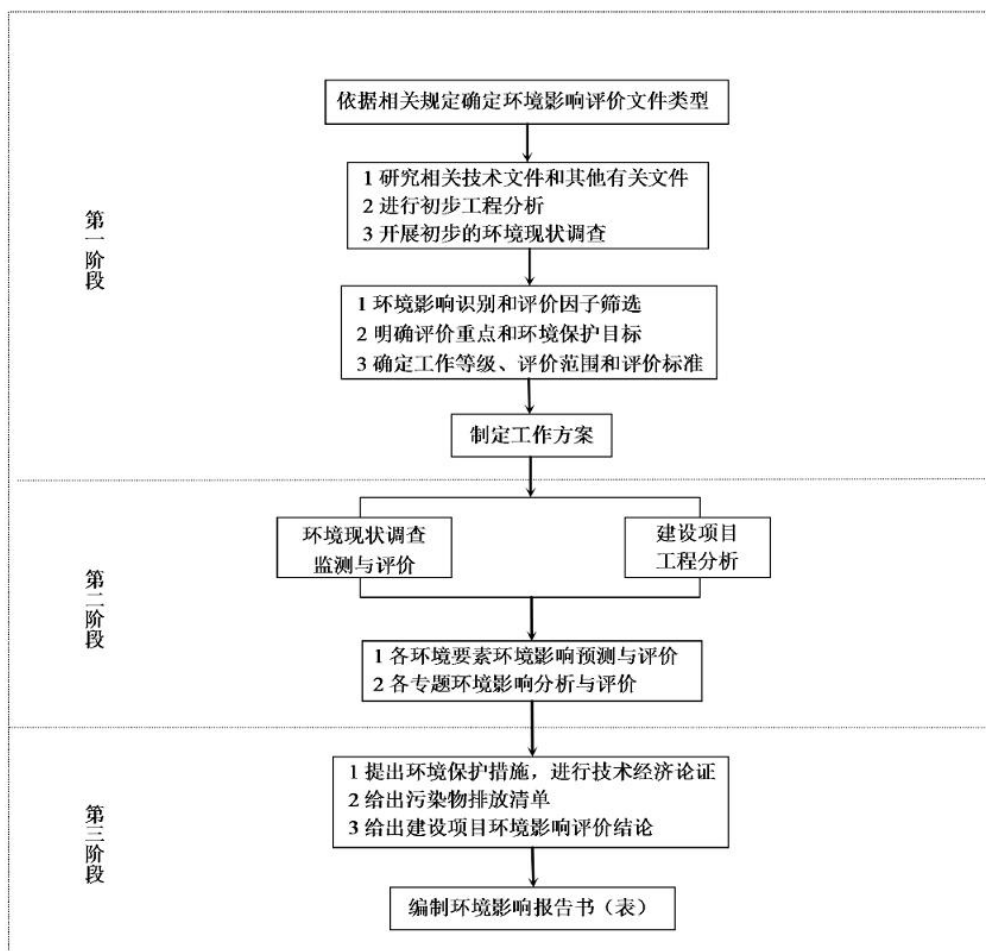 第一阶段
依据相关规定确定环境影响评价文件类型
1 研究相关技术文件和其他有关文件
2 进行初步工程分析
3 开展初步的环境现状调查
1 环境影响识别和评价因子筛选
2 明确评价重点和环境保护目标
3 确定工作等级、评价范围和评价标准
制定工作方案
第二阶段
环境现状调查
监测与评价
建设项目
工程分析
1 各环境要素环境影响预测与评价
2 各专题环境影响分析与评价
第三阶段
1 提出环境保护措施，进行技术经济论证
2 给出污染物排放清单
3 给出建设项目环境影响评价结论
编制环境影响报告书（表）